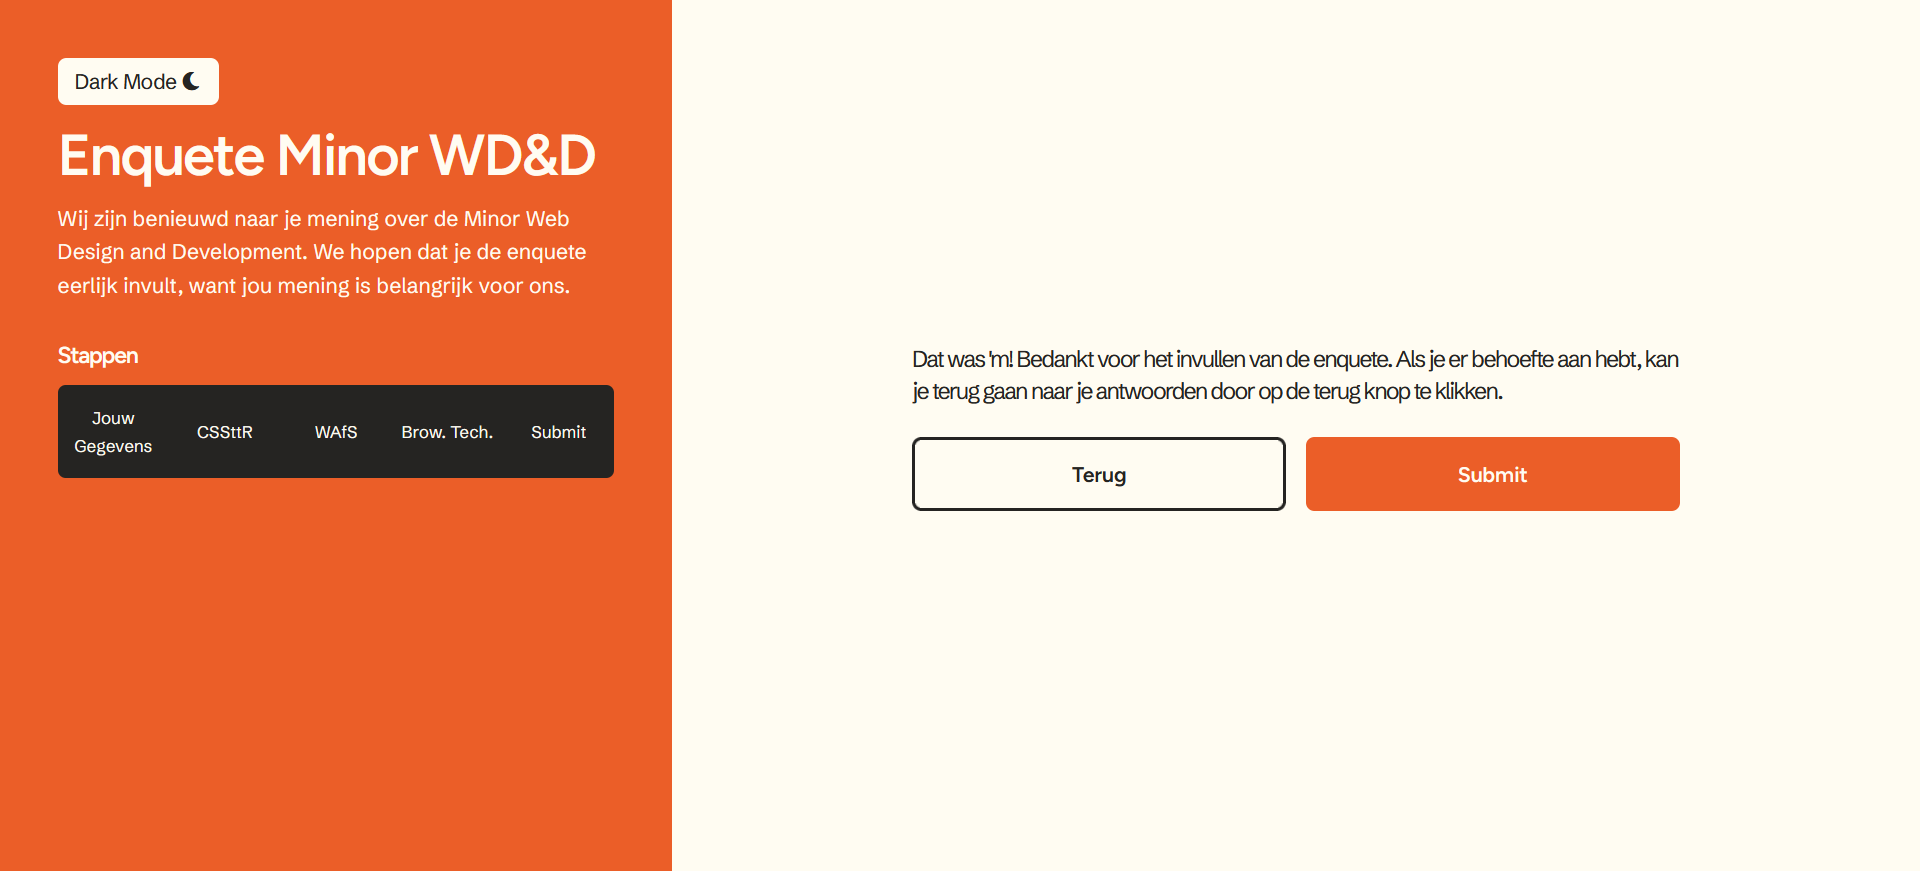 Dark Mode
Enquete Minor WD&D
Wij zijn benieuwd naar je mening over de Minor Web
Design and Development. We hopen dat je de enquete
eerlijk invult, want jou mening is belangrijk voor ons.
Stappen
Jouw
Gegevens
CSSttR
WAfS
Brow. Tech.
Submit
Dat was 'm! Bedankt voor het invullen van de enquete. Als je er behoefte aan hebt, kan
je terug gaan naar je antwoorden door op de terug knop te klikken.
Terug
Submit